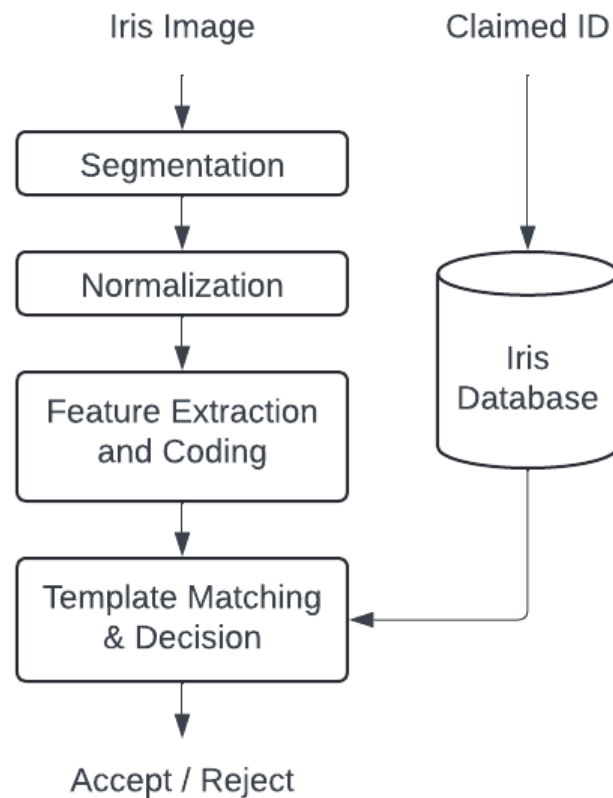 Iris Image
Claimed ID
Segmentation
Normalization
Feature Extraction
and Coding
Iris
Database
Template Matching
& Decision
Accept / Reject